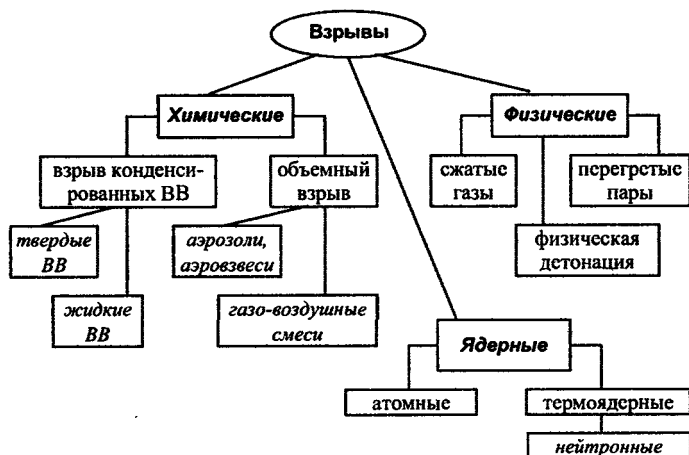 Взрывы
Химические
Физические
взрыв конденси-
рованных ВВ
объемный
взрыв
сжатые
газы
перегретые
пары
твердые
ВВ
аэрозоли,
аэровзвеси
физическая
детонация
жидкие
ВВ
газо-воздушные
смеси
Ядерные
атомные
термоядерные
нейтронные